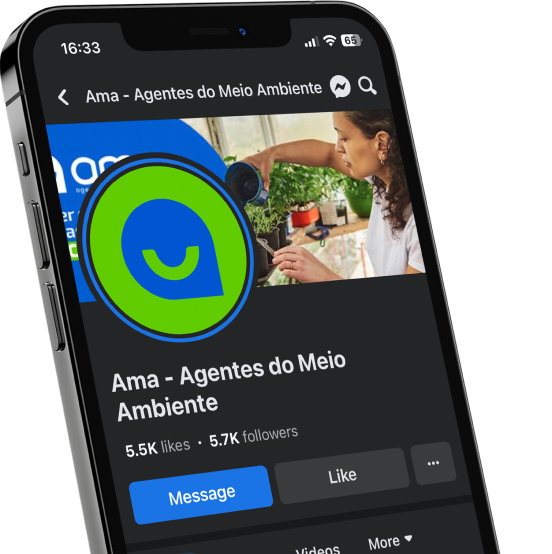 16:33
65
Ama - Agentes do Meio Ambiente
Ama - Agentes do Meio
Ambiente
5.5K likes · 5.7K followers
Message
Like
Videos
More